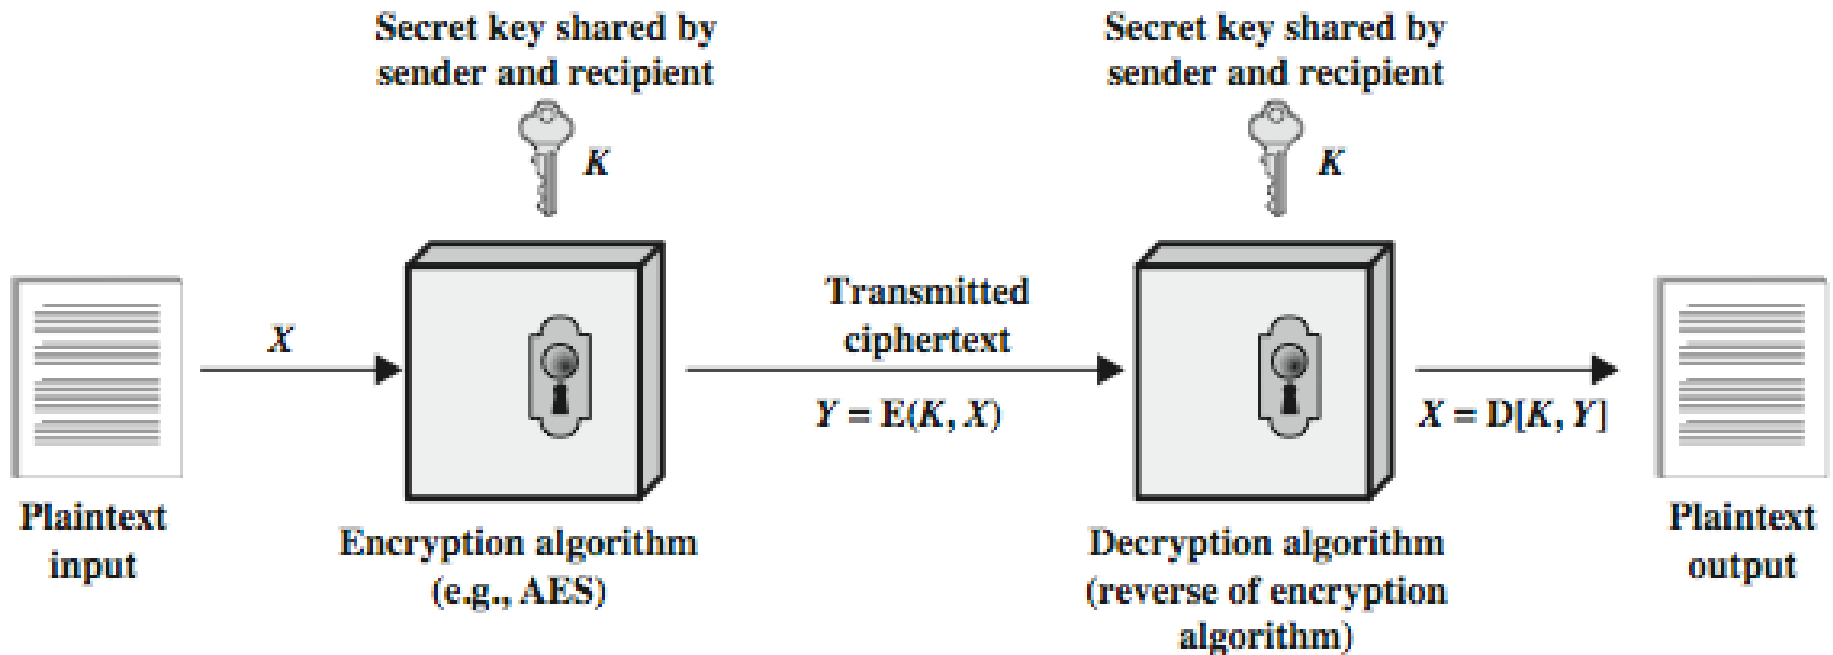 Secret key shared by
sender and recipient
K
Secret key shared by
sender and recipient
K
X
Transmitted
ciphertext
Y = E(K, X)
X = D[K, Y]
Plaintext
input
Encryption algorithm
(e.g., AES)
Decryption algorithm
(reverse of encryption
algorithm)
Plaintext
output